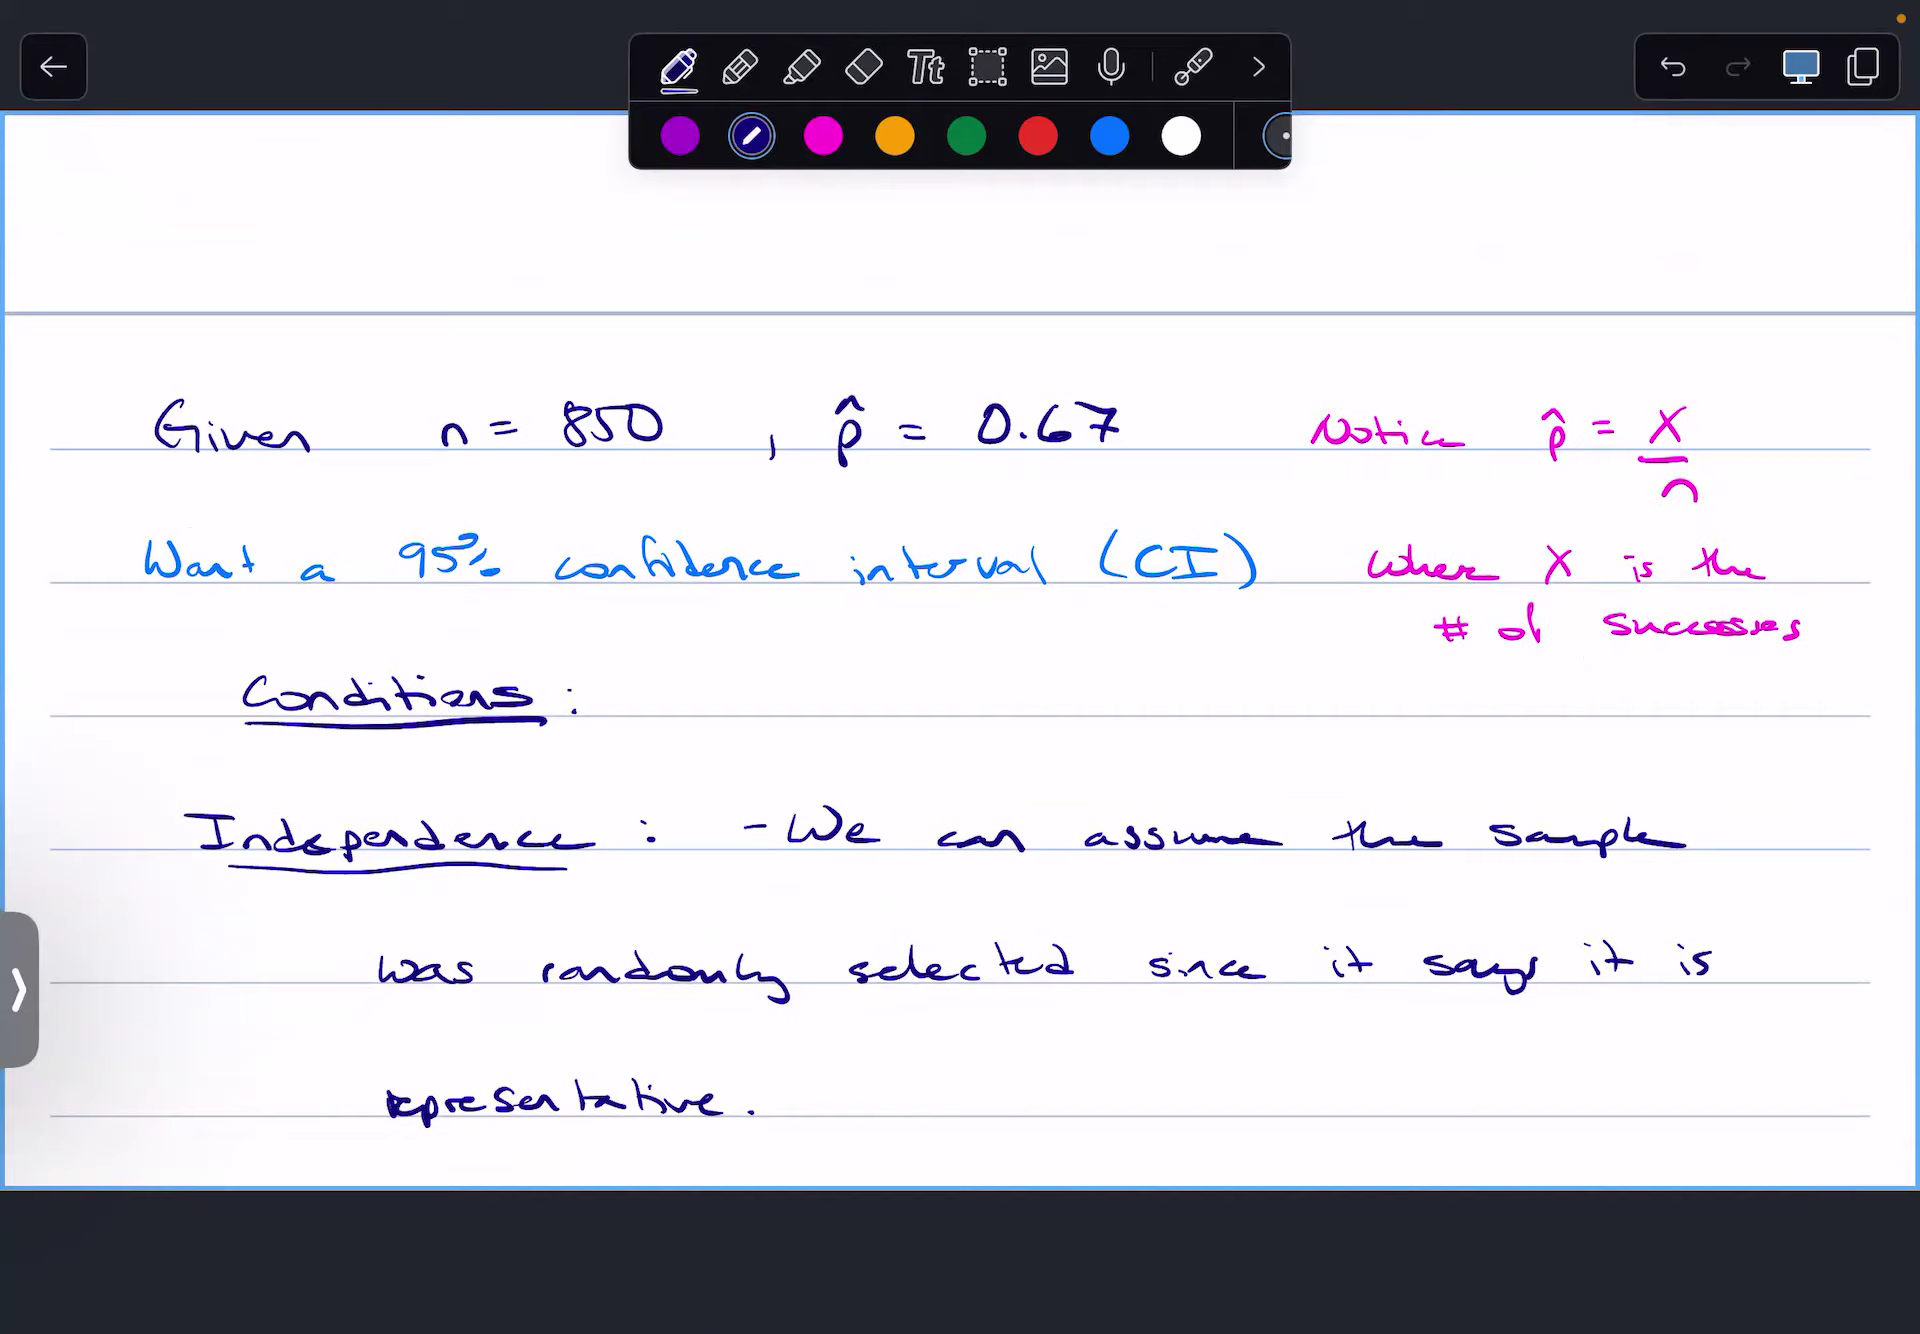 Tt
Given n = 850 , p̂ = 0.67 Notice p̂ = X/n
Want a 95% confidence interval (CI) where X is the
# of successes
Conditions :
Independence : - We can assume the sample
was randomly selected since it says it is
representative.